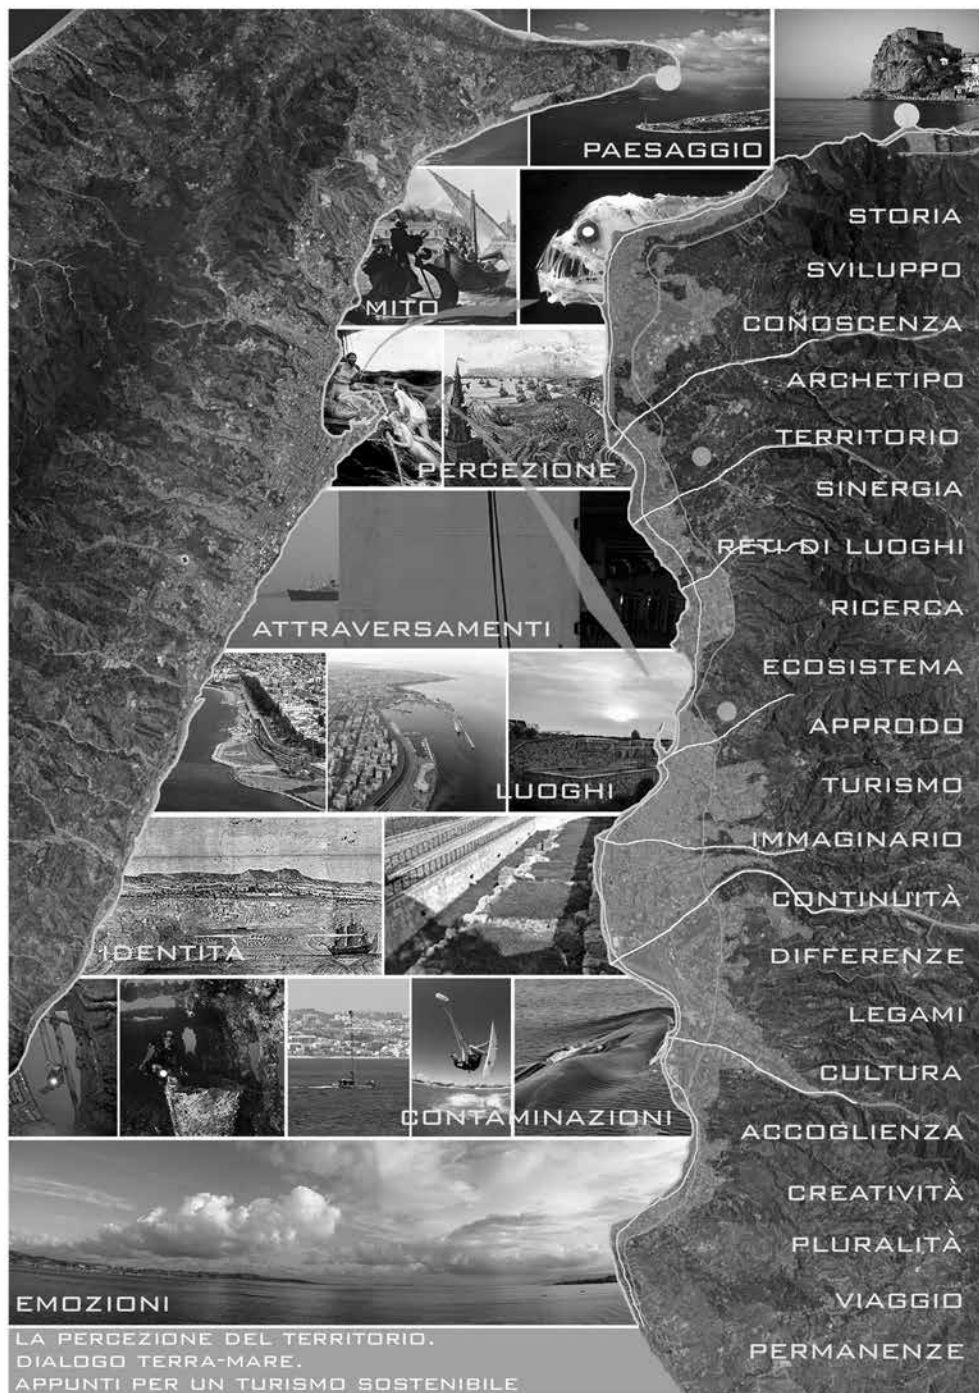 PAESAGGIO
STORIA
SVILUPPO
MITO
CONOSCENZA
ARCHETIPO
TERRITORIO
PERCEZIONE
SINERGIA
RETI DI LUOGHI
RICERCA
ATTRAVERSAMENTI
ECOSISTEMA
APPRODO
TURISMO
LUOGHI
IMMAGINARIO
CONTINUITÀ
IDENTITÀ
DIFFERENZE
LEGAMI
CULTURA
CONTAMINAZIONI
ACCOGLIENZA
CREATIVITÀ
PLURALITÀ
VIAGGIO
EMOZIONI
PERMANENZE
LA PERCEZIONE DEL TERRITORIO.
DIALOGO TERRA-MARE.
APPUNTI PER UN TURISMO SOSTENIBILE